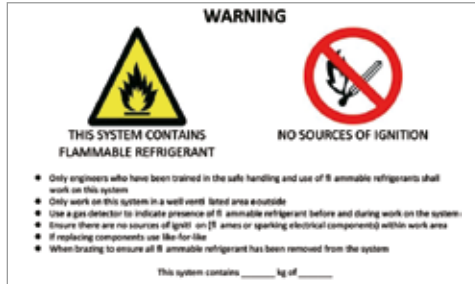 WARNING
THIS SYSTEM CONTAINS
FLAMMABLE REFRIGERANT
NO SOURCES OF IGNITION
• Only engineers who have been trained in the safe handling and use of fl ammable refrigerants shall
work on this system
• Only work on this system in a well venti lated area outside
• Use a gas detector to indicate presence of fl ammable refrigerant before and during work on the system
• Ensure there are no sources of igniti on (fl ames or sparking electrical components) within work area
• If replacing components use like-for-like
• When brazing to ensure all fl ammable refrigerant has been removed from the system
This system contains ______ kg of ______